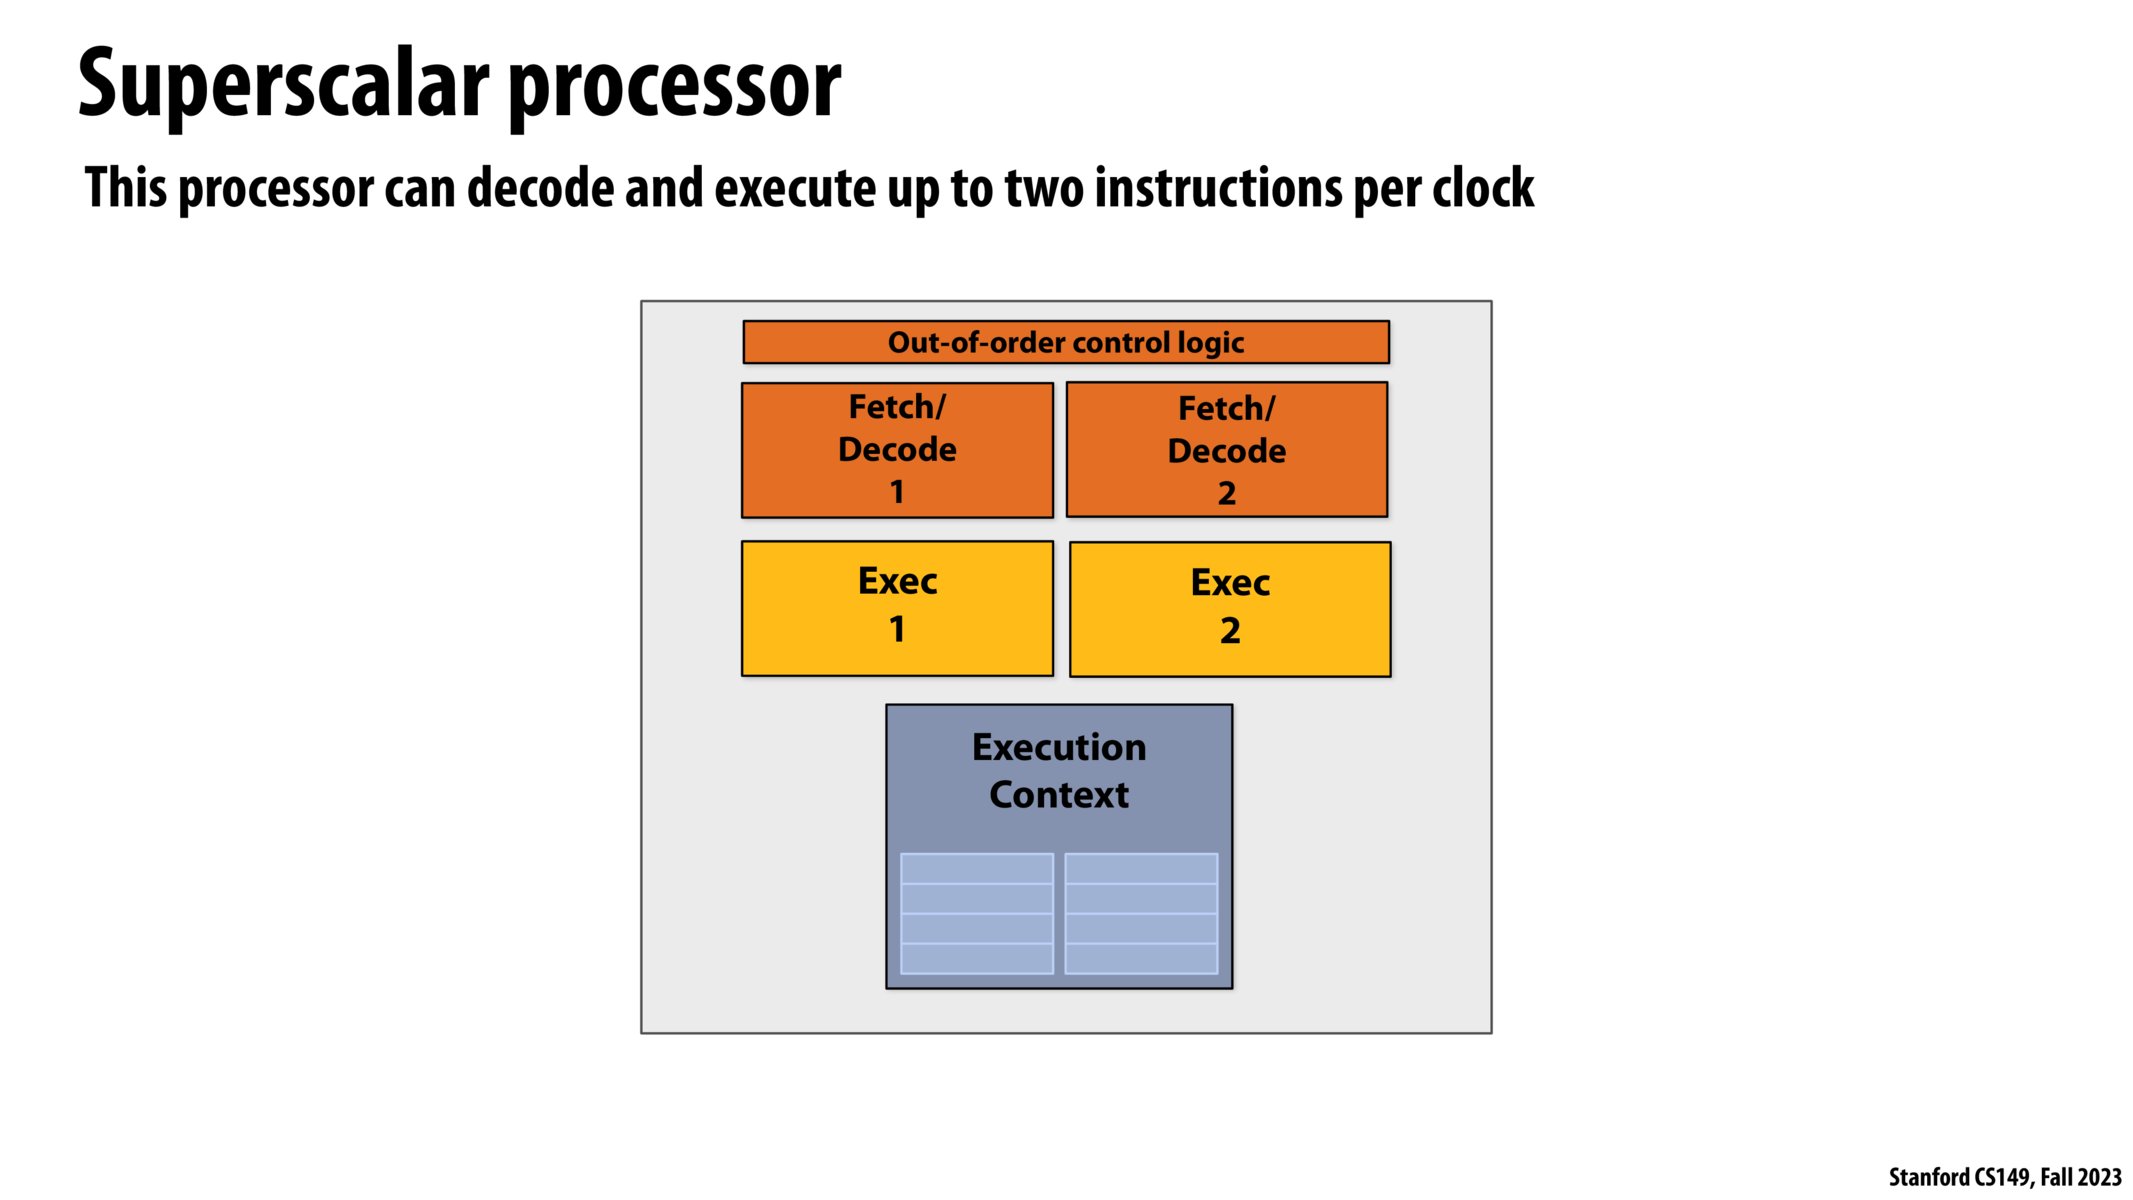 Superscalar processor
This processor can decode and execute up to two instructions per clock
Out-of-order control logic
Fetch/
Decode
1
Fetch/
Decode
2
Exec
1
Exec
2
Execution
Context
Stanford CS149, Fall 2023